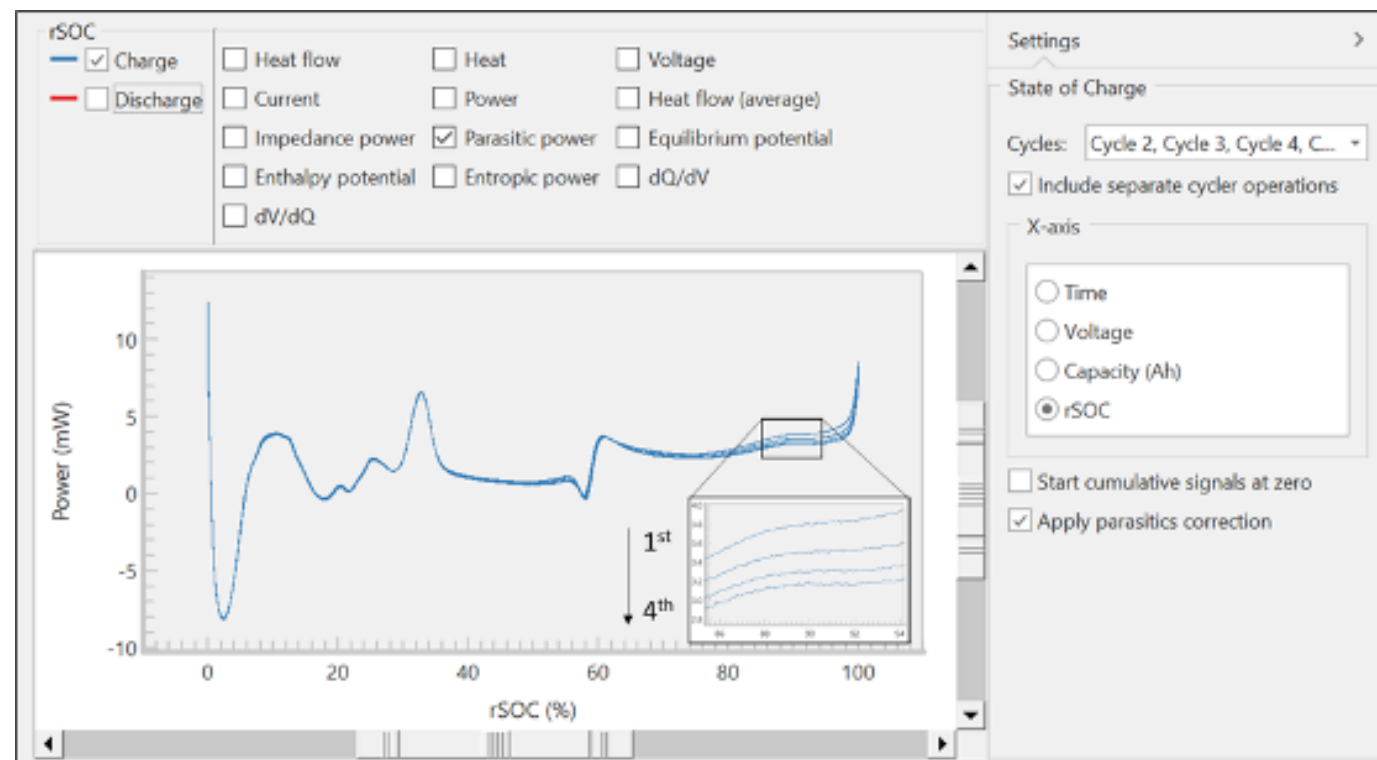 rSOC
Charge
Discharge
Heat flow Heat Voltage
Current Power Heat flow (average)
Impedance power Parasitic power Equilibrium potential
Enthalpy potential Entropic power dQ/dV
dV/dQ
Settings
State of Charge
Cycles: Cycle 2, Cycle 3, Cycle 4, C...
Include separate cycler operations
X-axis
Time
Voltage
Capacity (Ah)
rSOC
Start cumulative signals at zero
Apply parasitics correction
Power (mW)
10
5
0
-5
-10
0 20 40 60 80 100
rSOC (%)
1st
4th